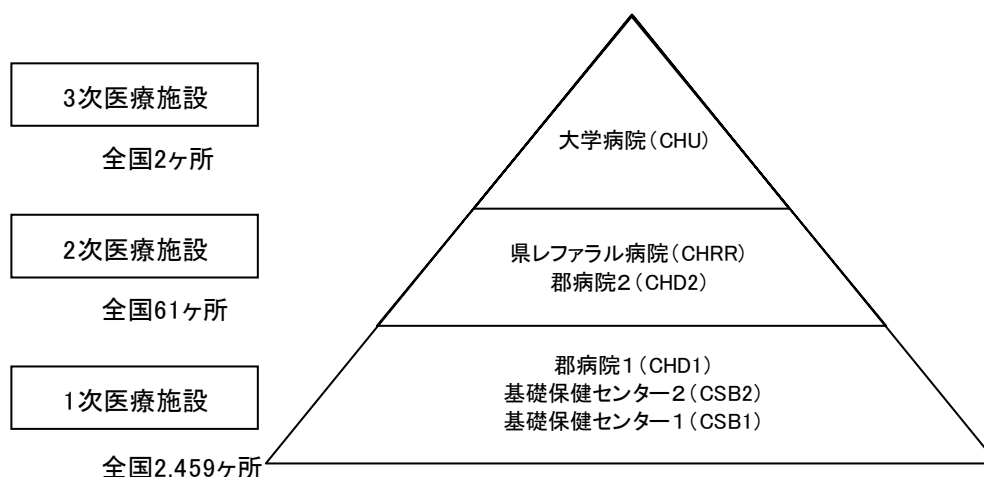 3次医療施設
全国2ヶ所
大学病院(CHU)
2次医療施設
全国61ヶ所
県レファラル病院(CHRR)
郡病院2(CHD2)
1次医療施設
全国2,459ヶ所
郡病院1(CHD1)
基礎保健センター2(CSB2)
基礎保健センター1(CSB1)